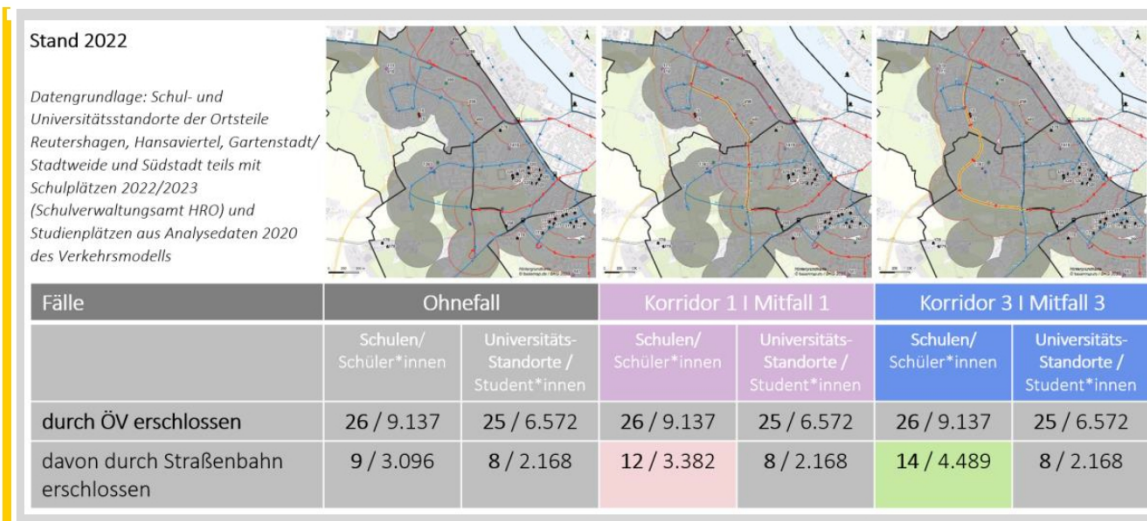 Stand 2022
Datengrundlage: Schul- und
Universitätsstandorte der Ortsteile
Reutershagen, Hansaviertel, Gartenstadt/
Stadtweide und Südstadt teils mit
Schulplätzen 2022/2023
(Schulverwaltungsamt HRO) und
Studienplätzen aus Analysedaten 2020
des Verkehrsmodells
Fälle
Ohnefall
Korridor 1 I Mitfall 1
Korridor 3 I Mitfall 3
Schulen/
Schüler*innen
Universitäts-
Standorte /
Student*innen
Schulen/
Schüler*innen
Universitäts-
Standorte /
Student*innen
Schulen/
Schüler*innen
Universitäts-
Standorte /
Student*innen
durch ÖV erschlossen
26 / 9.137
25 / 6.572
26 / 9.137
25 / 6.572
26 / 9.137
25 / 6.572
davon durch Straßenbahn
erschlossen
9 / 3.096
8 / 2.168
12 / 3.382
8 / 2.168
14 / 4.489
8 / 2.168